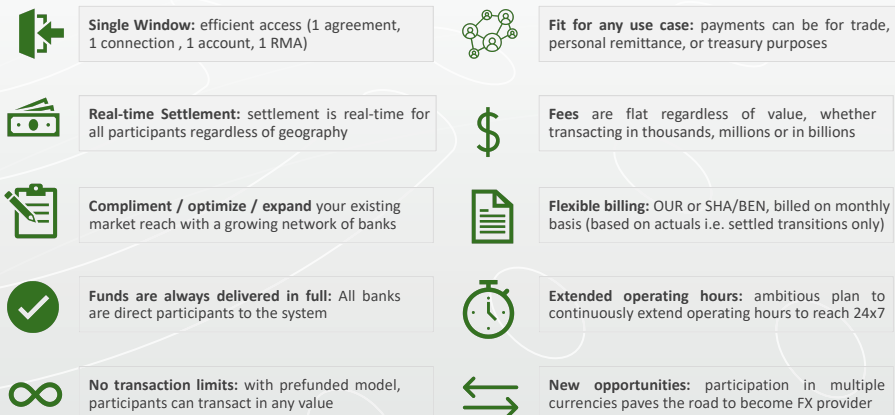 Single Window: efficient access (1 agreement,
1 connection , 1 account, 1 RMA)
Real-time Settlement: settlement is real-time for
all participants regardless of geography
Compliment / optimize / expand your existing
market reach with a growing network of banks
Funds are always delivered in full: All banks
are direct participants to the system
No transaction limits: with prefunded model,
participants can transact in any value
Fit for any use case: payments can be for trade,
personal remittance, or treasury purposes
Fees are flat regardless of value, whether
transacting in thousands, millions or in billions
Flexible billing: OUR or SHA/BEN, billed on monthly
basis (based on actuals i.e. settled transitions only)
Extended operating hours: ambitious plan to
continuously extend operating hours to reach 24x7
New opportunities: participation in multiple
currencies paves the road to become FX provider